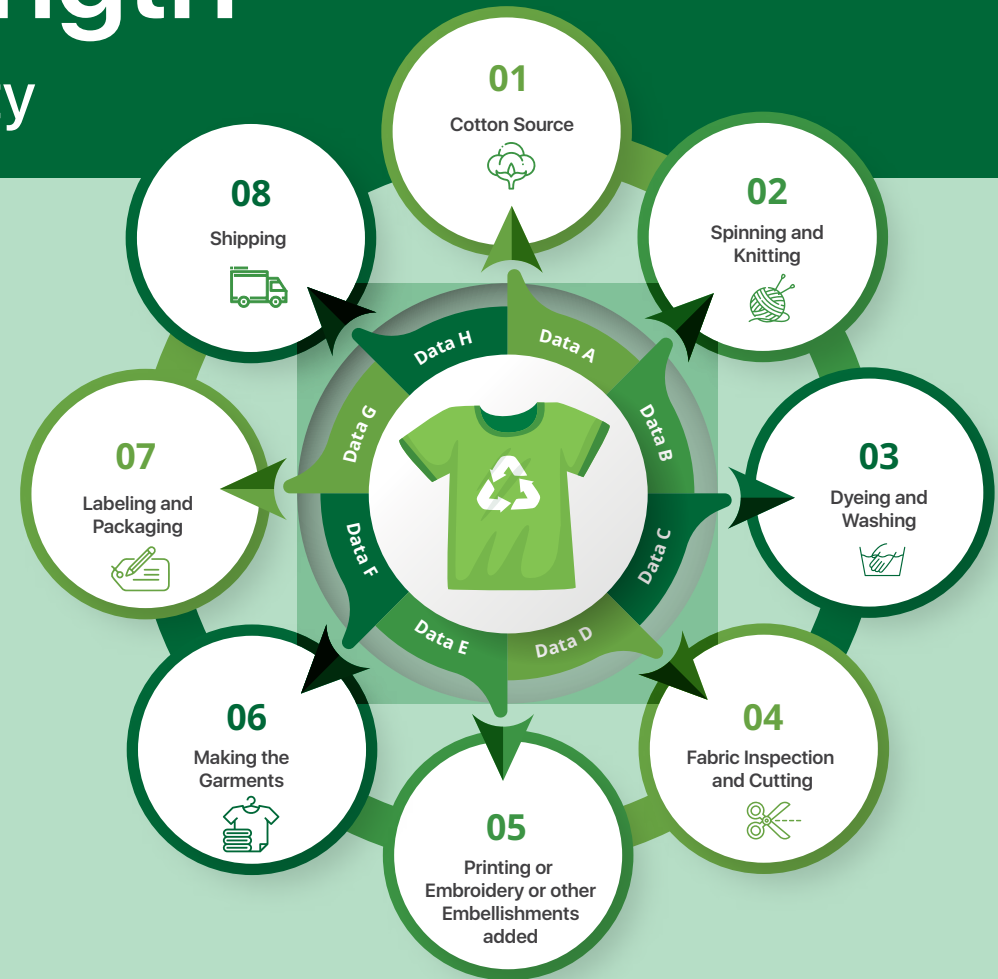 01
Cotton Source
02
Spinning and
Knitting
03
Dyeing and
Washing
04
Fabric Inspection
and Cutting
05
Printing or
Embroidery or other
Embellishments
added
06
Making the
Garments
07
Labeling and
Packaging
08
Shipping
Data A
Data B
Data C
Data D
Data E
Data F
Data G
Data H